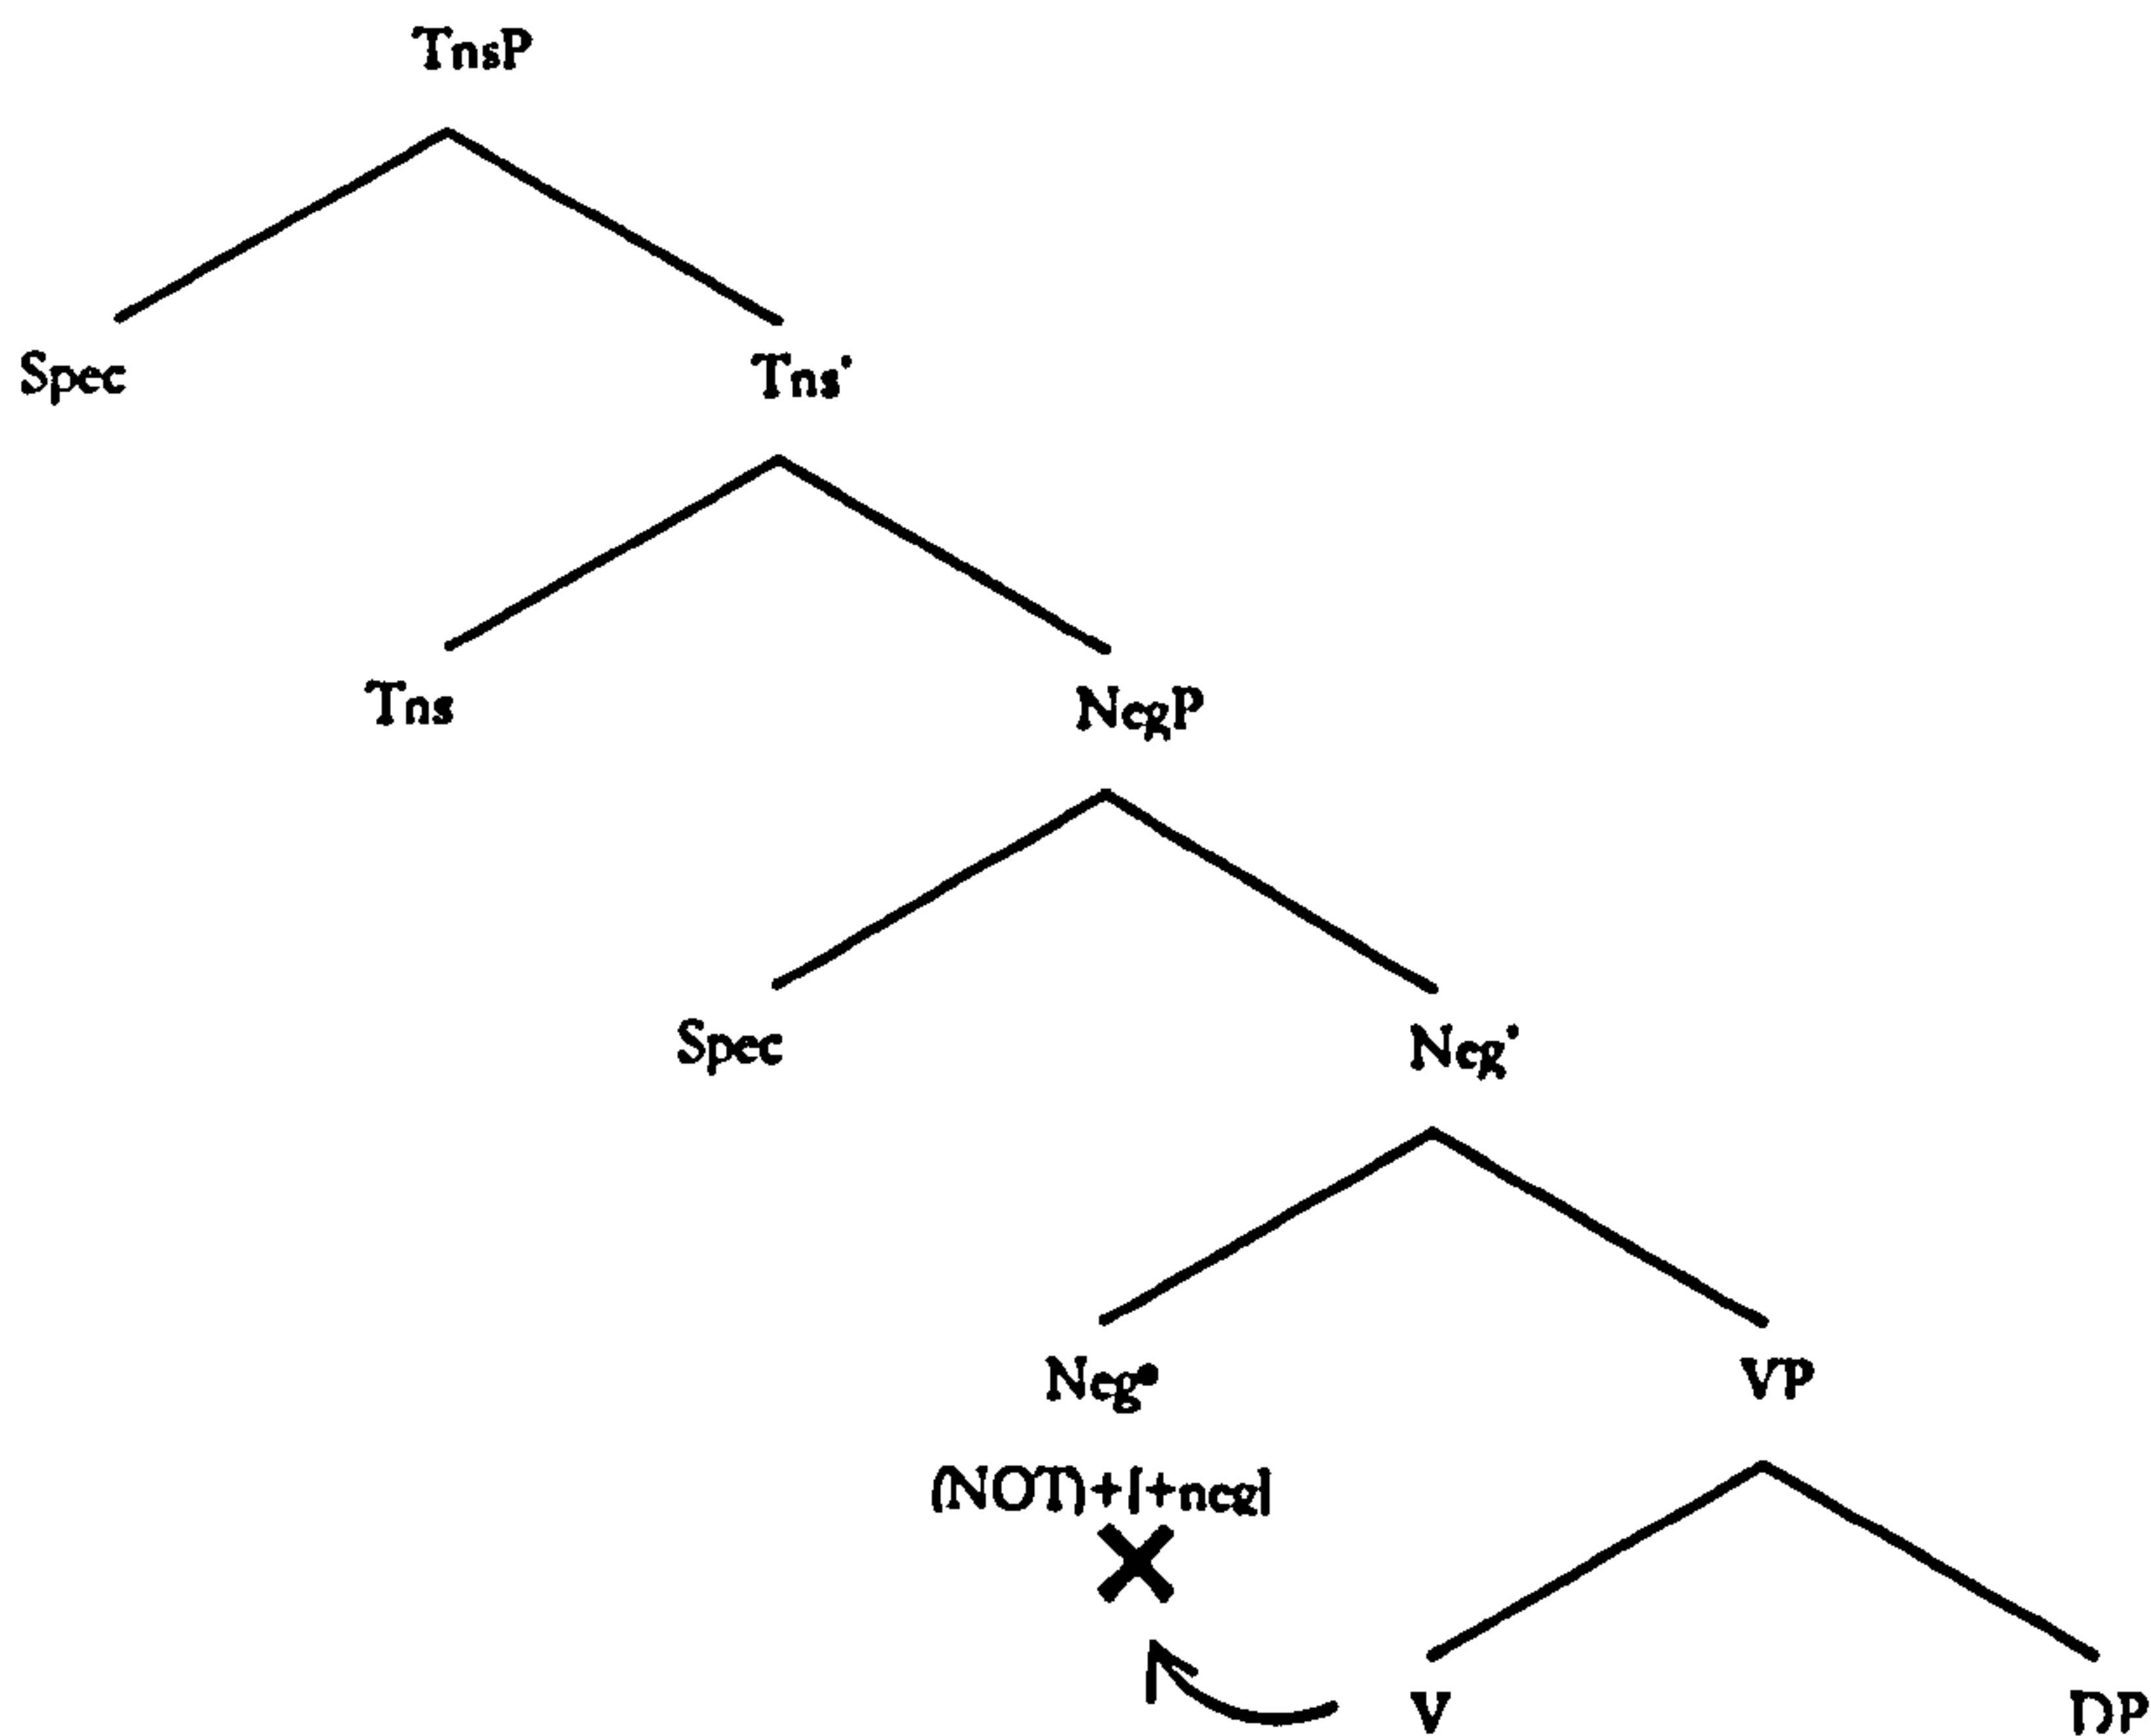 TnsP
Spec Tns'
Tns NegP
Spec Neg'
Neg° VP
(NOT)+[+neg]
V DP